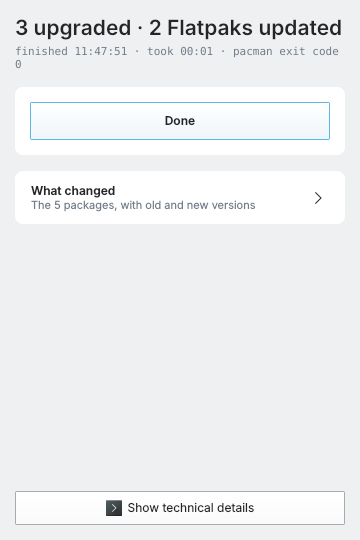 3 upgraded · 2 Flatpaks updated
finished 11:47:51 · took 00:01 · pacman exit code
0
Done
What changed
The 5 packages, with old and new versions
Show technical details